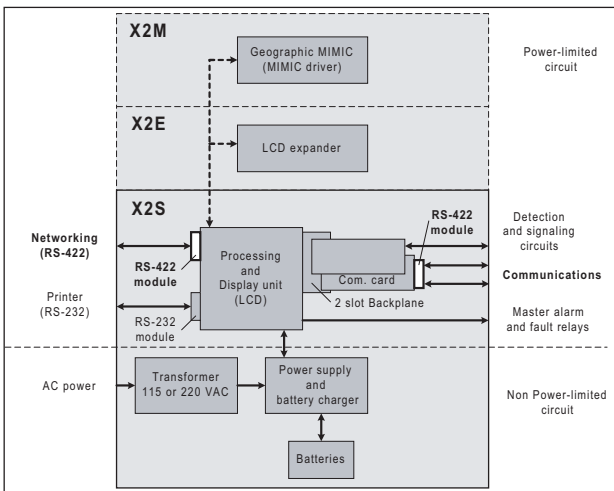 X2M
Geographic MIMIC
(MIMIC driver)
Power-limited
circuit
X2E
LCD expander
X2S
Networking
(RS-422)
RS-422
module
Processing
and
Display unit
(LCD)
RS-422
module
Com. card
2 slot Backplane
Detection
and signaling
circuits
Communications
Printer
(RS-232)
RS-232
module
Master alarm
and fault relays
AC power
Transformer
115 or 220 VAC
Power supply
and
battery charger
Non Power-limited
circuit
Batteries